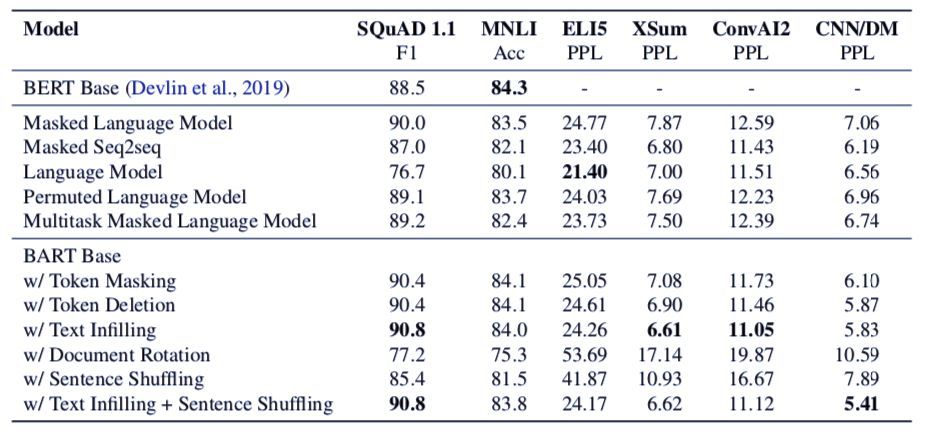 Model SQuAD 1.1 MNLI ELI5 XSum ConvAI2 CNN/DM
F1 Acc PPL PPL PPL PPL
BERT Base (Devlin et al., 2019) 88.5 84.3 - - - -
Masked Language Model 90.0 83.5 24.77 7.87 12.59 7.06
Masked Seq2seq 87.0 82.1 23.40 6.80 11.43 6.19
Language Model 76.7 80.1 21.40 7.00 11.51 6.56
Permuted Language Model 89.1 83.7 24.03 7.69 12.23 6.96
Multitask Masked Language Model 89.2 82.4 23.73 7.50 12.39 6.74
BART Base
w/ Token Masking 90.4 84.1 25.05 7.08 11.73 6.10
w/ Token Deletion 90.4 84.1 24.61 6.90 11.46 5.87
w/ Text Infilling 90.8 84.0 24.26 6.61 11.05 5.83
w/ Document Rotation 77.2 75.3 53.69 17.14 19.87 10.59
w/ Sentence Shuffling 85.4 81.5 41.87 10.93 16.67 7.89
w/ Text Infilling + Sentence Shuffling 90.8 83.8 24.17 6.62 11.12 5.41